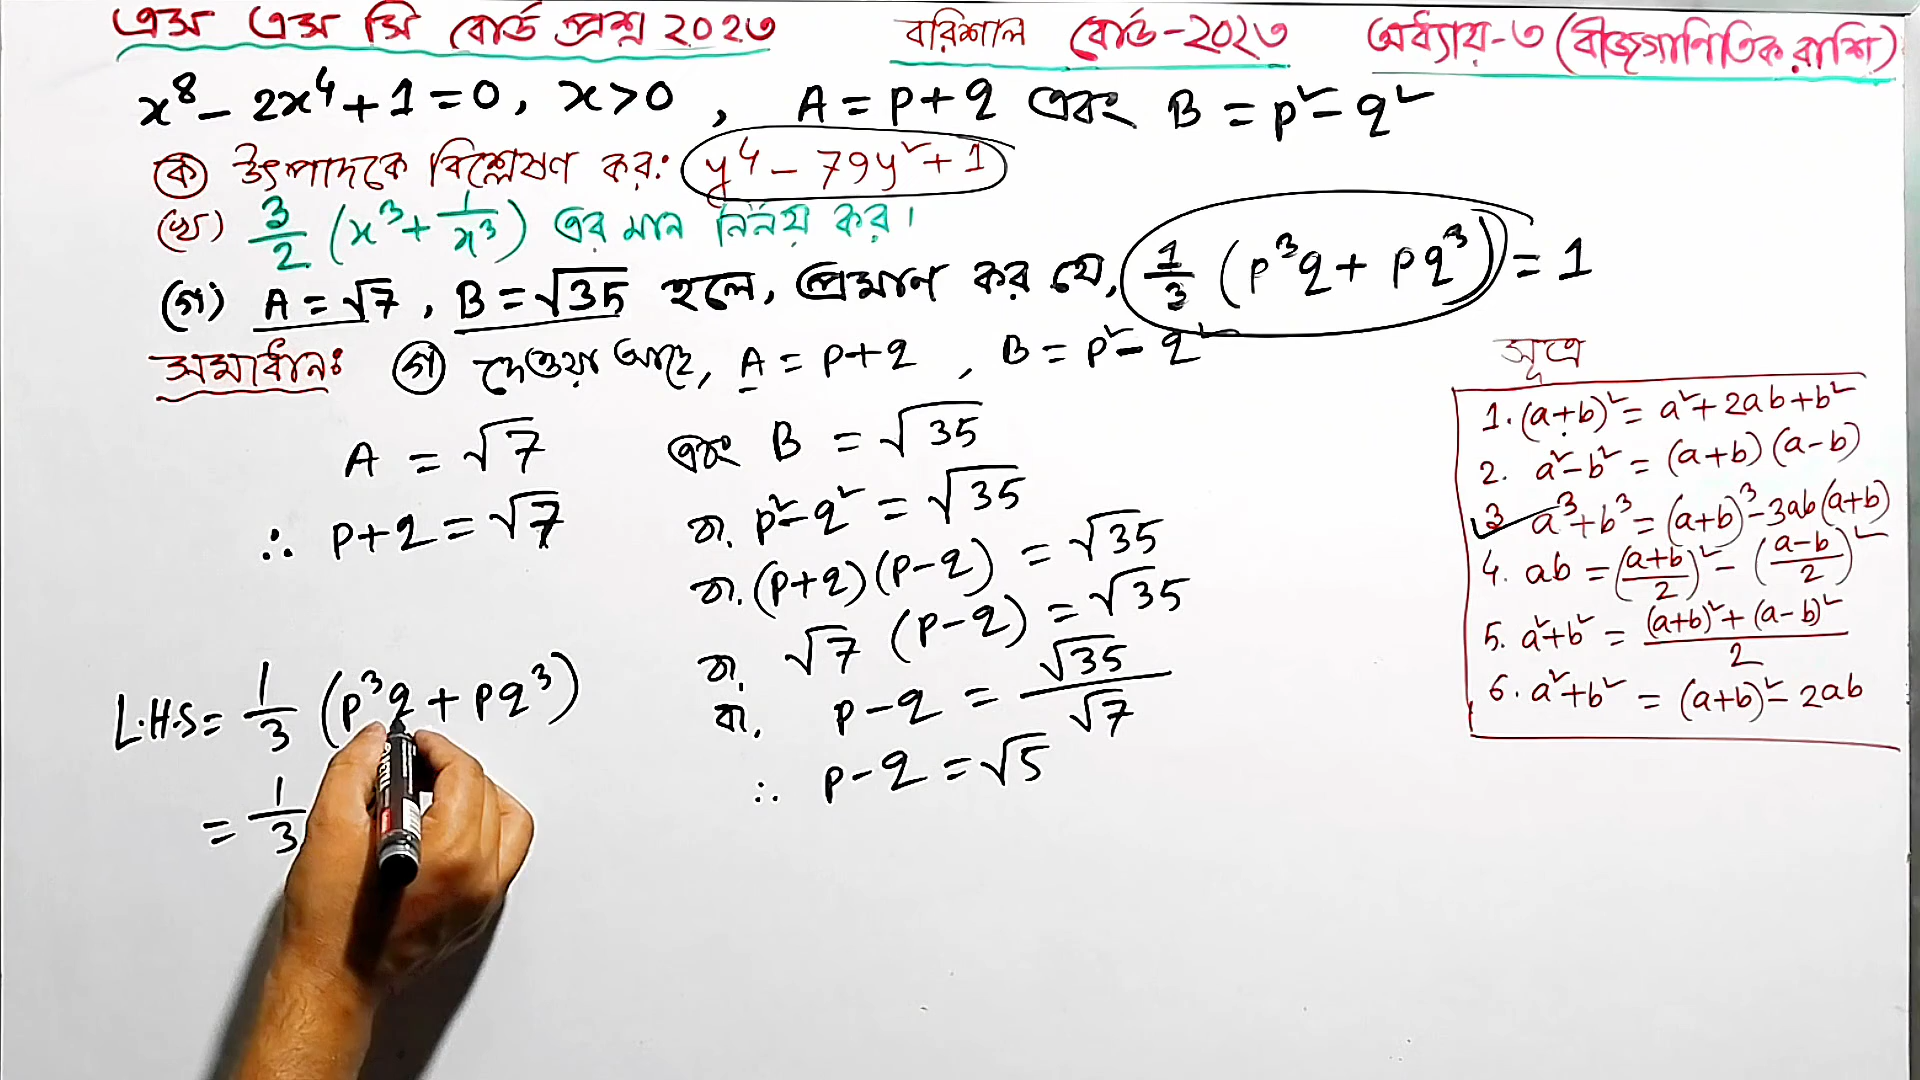 এস এস সি বোর্ড প্রশ্ন ২০২৩ বরিশাল বোর্ড-২০২৩ অধ্যায়-৩ (বীজগাণিতিক রাশি)
x⁸ - 2x⁴ + 1 = 0, x > 0, A = p + q এবং B = p² - q²
(ক) উৎপাদকে বিশ্লেষণ কর: y⁴ - 79y² + 1
(খ) 3/2 (x³ + 1/x³) এর মান নির্নয় কর।
(গ) A = √7, B = √35 হলে, প্রমাণ কর যে, 1/3 (p³q + pq³) = 1
সমাধান: (গ) দেওয়া আছে, A = p + q, B = p² - q²
A = √7
∴ p + q = √7
এবং B = √35
বা, p² - q² = √35
বা, (p+q)(p-q) = √35
বা, √7 (p-q) = √35
বা, p - q = √35/√7
∴ p - q = √5
L.H.S = 1/3 (p³q + pq³)
= 1/3
সূত্র
1. (a+b)² = a² + 2ab + b²
2. a² - b² = (a+b)(a-b)
3 a³ + b³ = (a+b)³ - 3ab(a+b)
4. ab = ((a+b)/2)² - ((a-b)/2)²
5. a² + b² = ((a+b)² + (a-b)²)/2
6. a² + b² = (a+b)² - 2ab